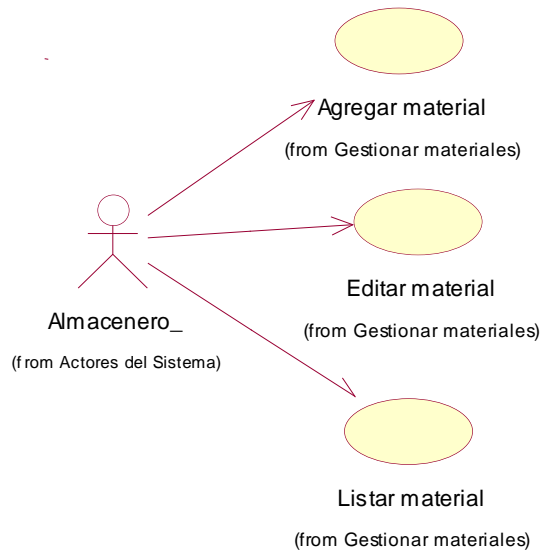 Agregar material
(from Gestionar materiales)
Editar material
(from Gestionar materiales)
Almacenero_
(from Actores del Sistema)
Listar material
(from Gestionar materiales)